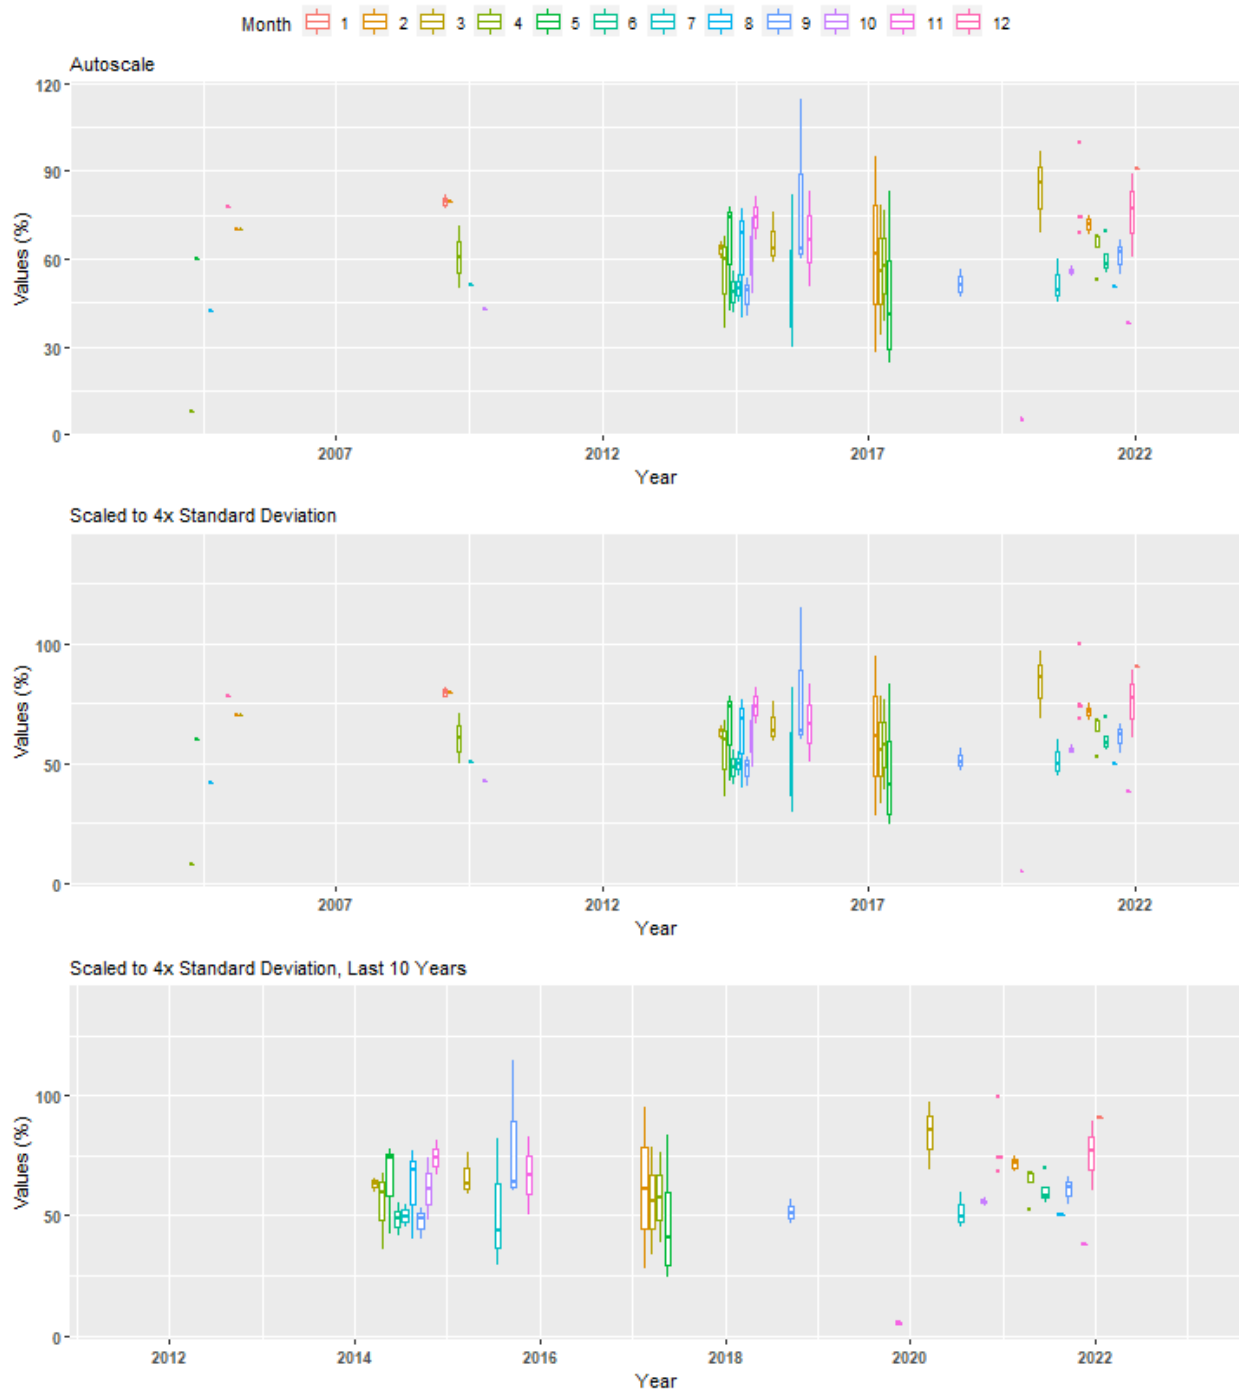 Month 1 2 3 4 5 6 7 8 9 10 11 12
Autoscale
120
90
60
30
0
Values (%)
2007 2012 2017 2022
Year
Scaled to 4x Standard Deviation
100
50
0
Values (%)
2007 2012 2017 2022
Year
Scaled to 4x Standard Deviation, Last 10 Years
100
50
0
Values (%)
2012 2014 2016 2018 2020 2022
Year